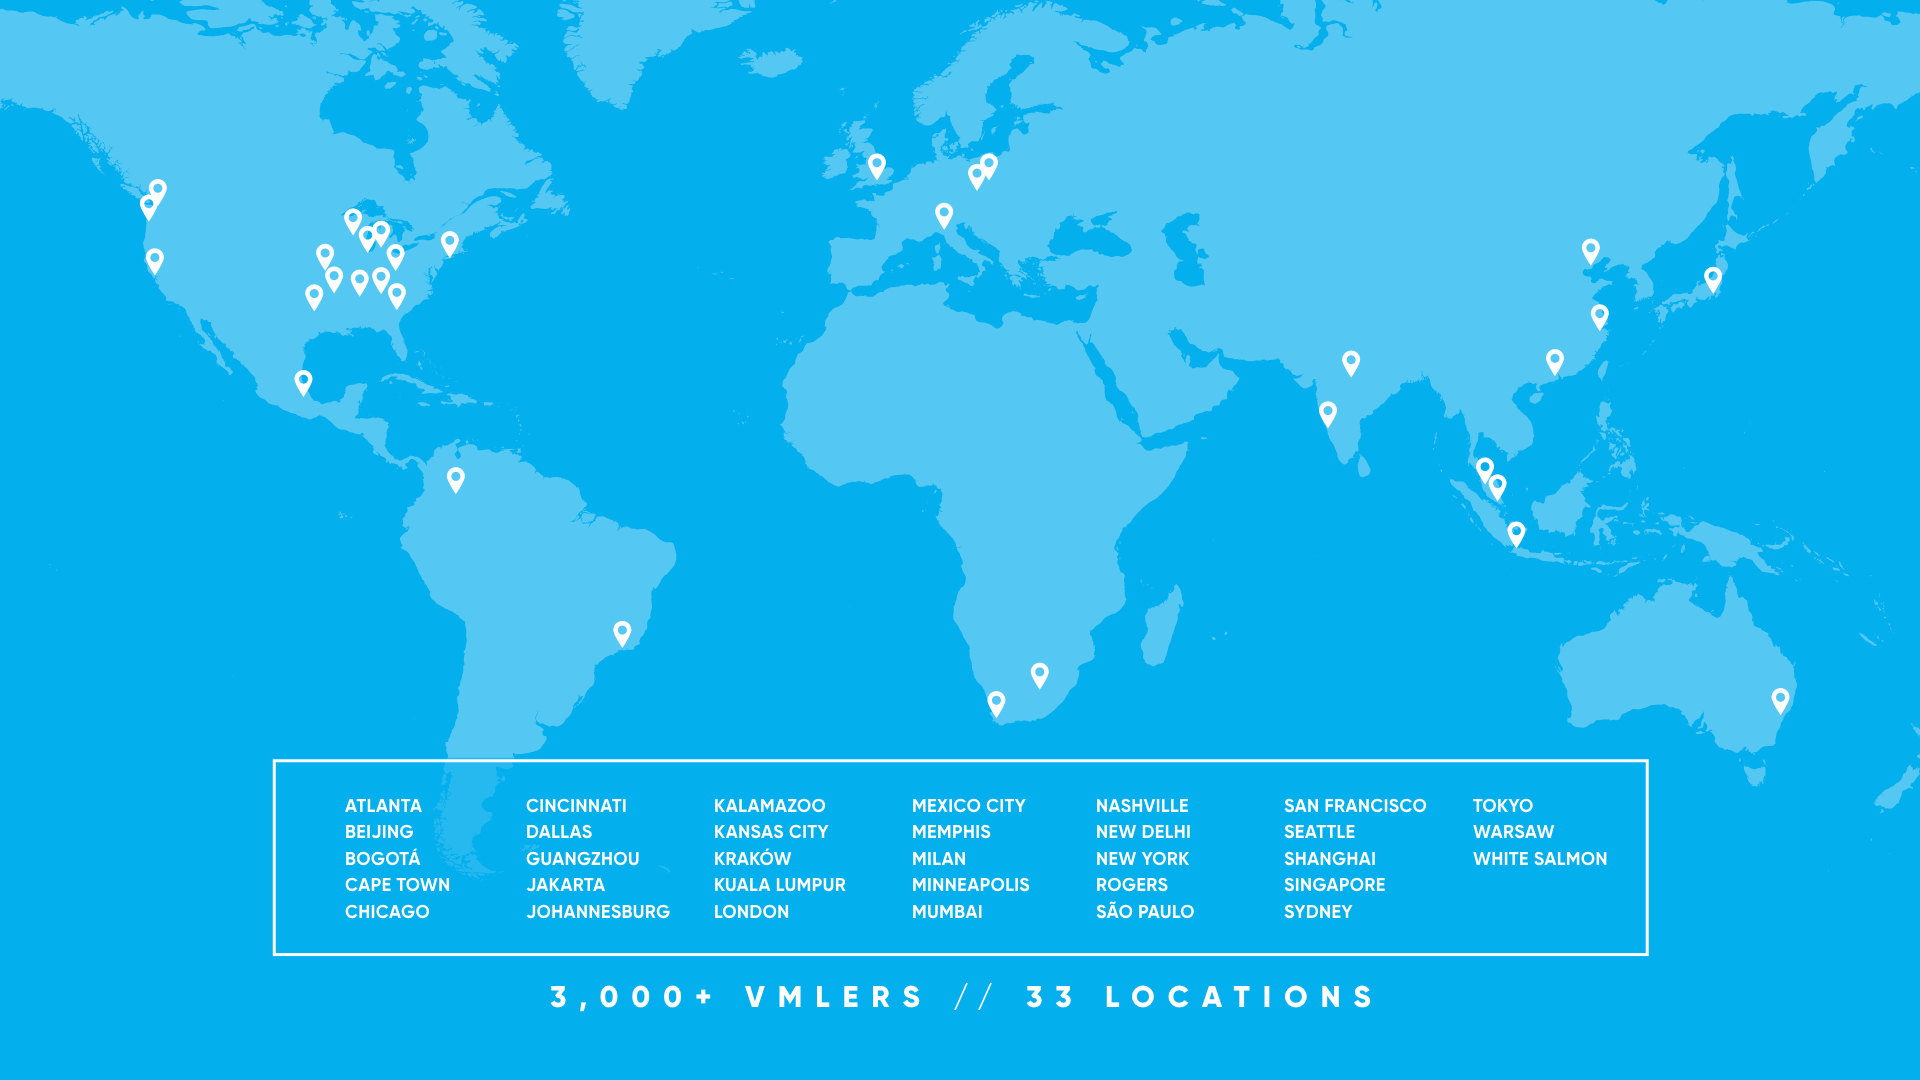 ATLANTA
BEIJING
BOGOTÁ
CAPE TOWN
CHICAGO
CINCINNATI
DALLAS
GUANGZHOU
JAKARTA
JOHANNESBURG
KALAMAZOO
KANSAS CITY
KRAKÓW
KUALA LUMPUR
LONDON
MEXICO CITY
MEMPHIS
MILAN
MINNEAPOLIS
MUMBAI
NASHVILLE
NEW DELHI
NEW YORK
ROGERS
SÃO PAULO
SAN FRANCISCO
SEATTLE
SHANGHAI
SINGAPORE
SYDNEY
TOKYO
WARSAW
WHITE SALMON
3,000+ VMLERS // 33 LOCATIONS